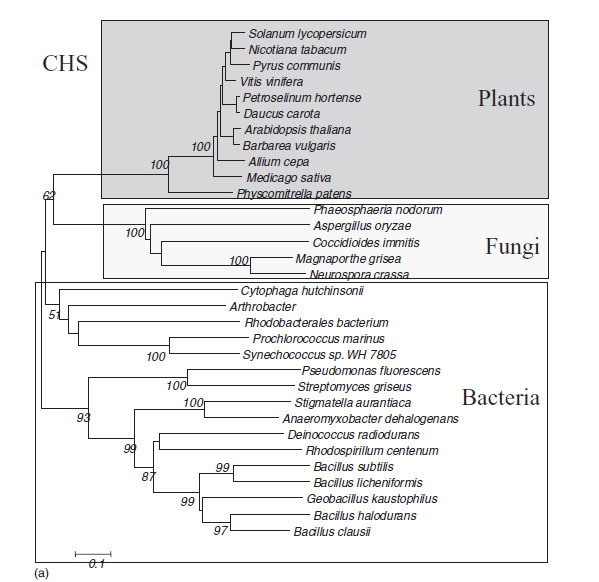 CHS
Plants
Solanum lycopersicum
Nicotiana tabacum
Pyrus communis
Vitis vinifera
Petroselinum hortense
Daucus carota
Arabidopsis thaliana
100
Barbarea vulgaris
Allium cepa
100
Medicago sativa
Physcomitrella patens
62
Phaeosphaeria nodorum
Aspergillus oryzae
100
Coccidioides immitis
Fungi
100
Magnaporthe grisea
Neurospora crassa
Cytophaga hutchinsonii
Arthrobacter
51
Rhodobacterales bacterium
Prochlorococcus marinus
100
Synechococcus sp. WH 7805
Pseudomonas fluorescens
100
Streptomyces griseus
Bacteria
100
Stigmatella aurantiaca
93
Anaeromyxobacter dehalogenans
Deinococcus radiodurans
99
Rhodospirillum centenum
99
Bacillus subtilis
87
Bacillus licheniformis
99
Geobacillus kaustophilus
Bacillus halodurans
97
Bacillus clausii
0.1
(a)